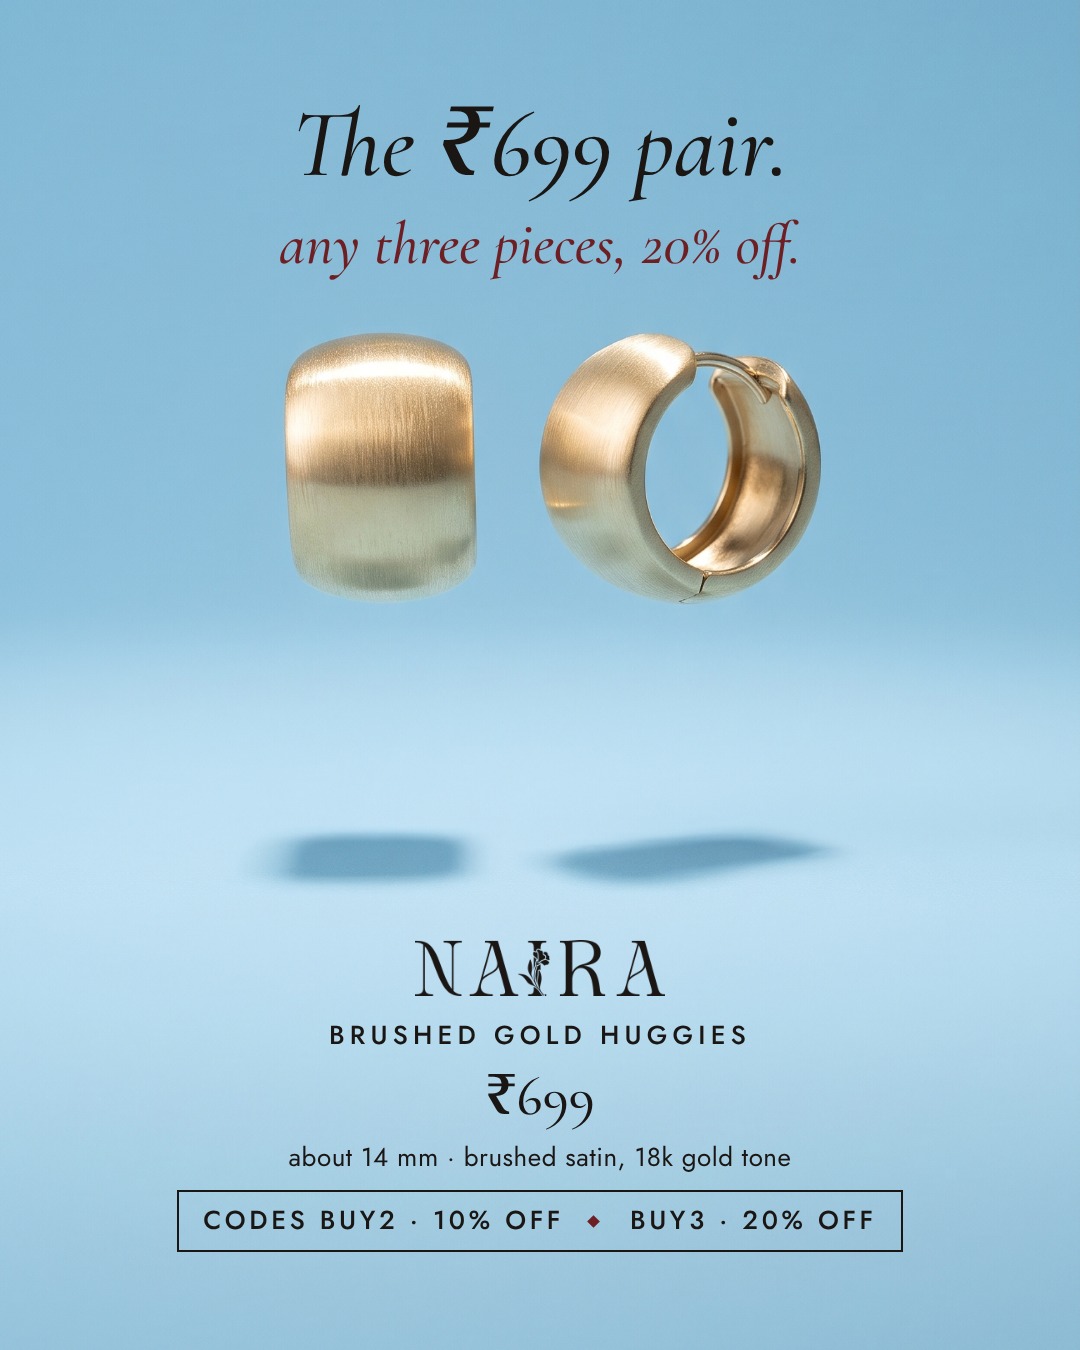 The ₹699 pair.
any three pieces, 20% off.
NAIRA
BRUSHED GOLD HUGGIES
₹699
about 14 mm · brushed satin, 18k gold tone
CODES BUY2 · 10% OFF ◆ BUY3 · 20% OFF